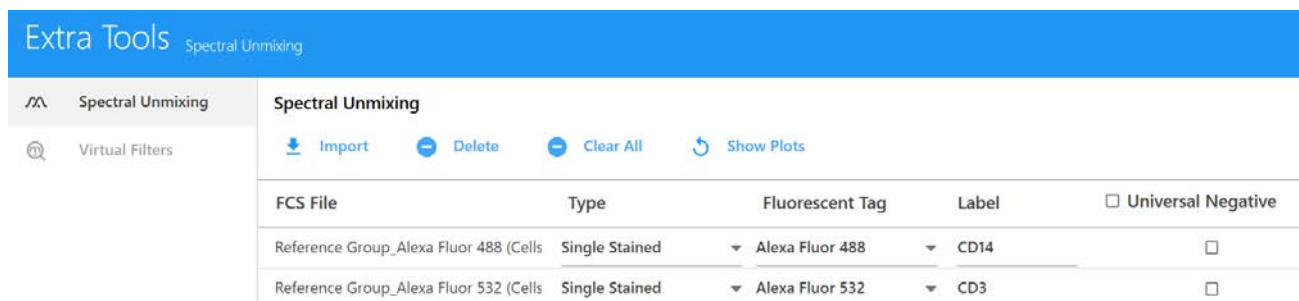 Extra Tools Spectral Unmixing
Spectral Unmixing
Virtual Filters
Spectral Unmixing
Import Delete Clear All Show Plots
FCS File Type Fluorescent Tag Label Universal Negative
Reference Group_Alexa Fluor 488 (Cells Single Stained Alexa Fluor 488 CD14
Reference Group_Alexa Fluor 532 (Cells Single Stained Alexa Fluor 532 CD3